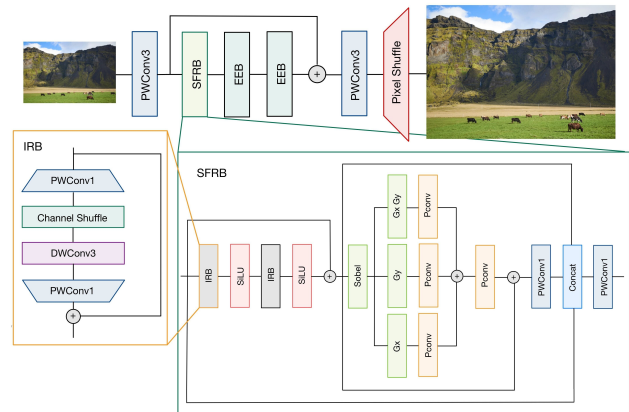 PWConv3
SFRB
EEB
EEB
+
PWConv3
Pixel Shuffle
IRB
PWConv1
Channel Shuffle
DWConv3
PWConv1
+
SFRB
IRB
SiLU
IRB
SiLU
+
Sobel
Gx Gy
Pconv
Gy
Pconv
Gx
Pconv
+
Pconv
+
PWConv1
Concat
PWConv1